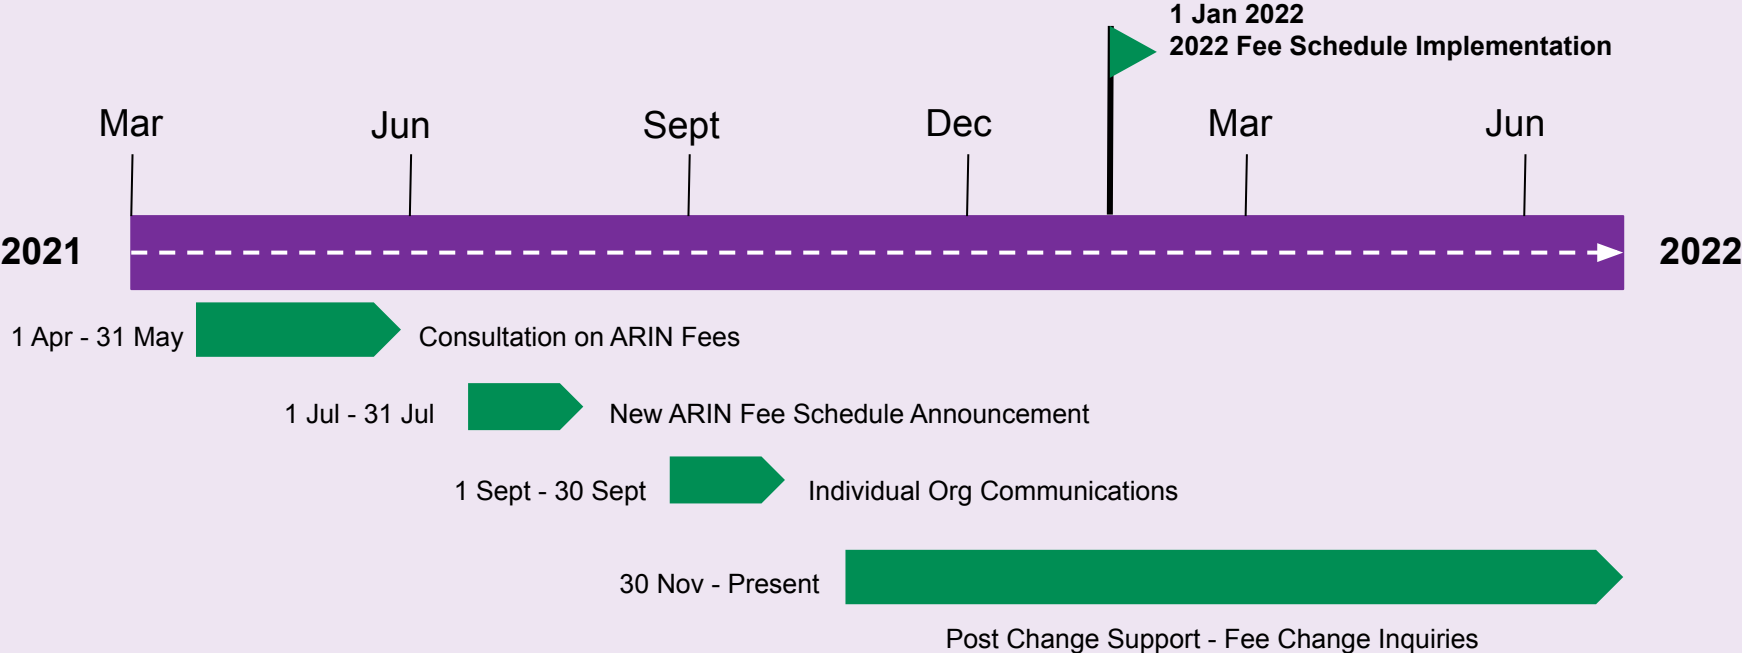 1 Jan 2022
2022 Fee Schedule Implementation
Mar
Jun
Sept
Dec
Mar
Jun
2021
2022
1 Apr - 31 May
Consultation on ARIN Fees
1 Jul - 31 Jul
New ARIN Fee Schedule Announcement
1 Sept - 30 Sept
Individual Org Communications
30 Nov - Present
Post Change Support - Fee Change Inquiries